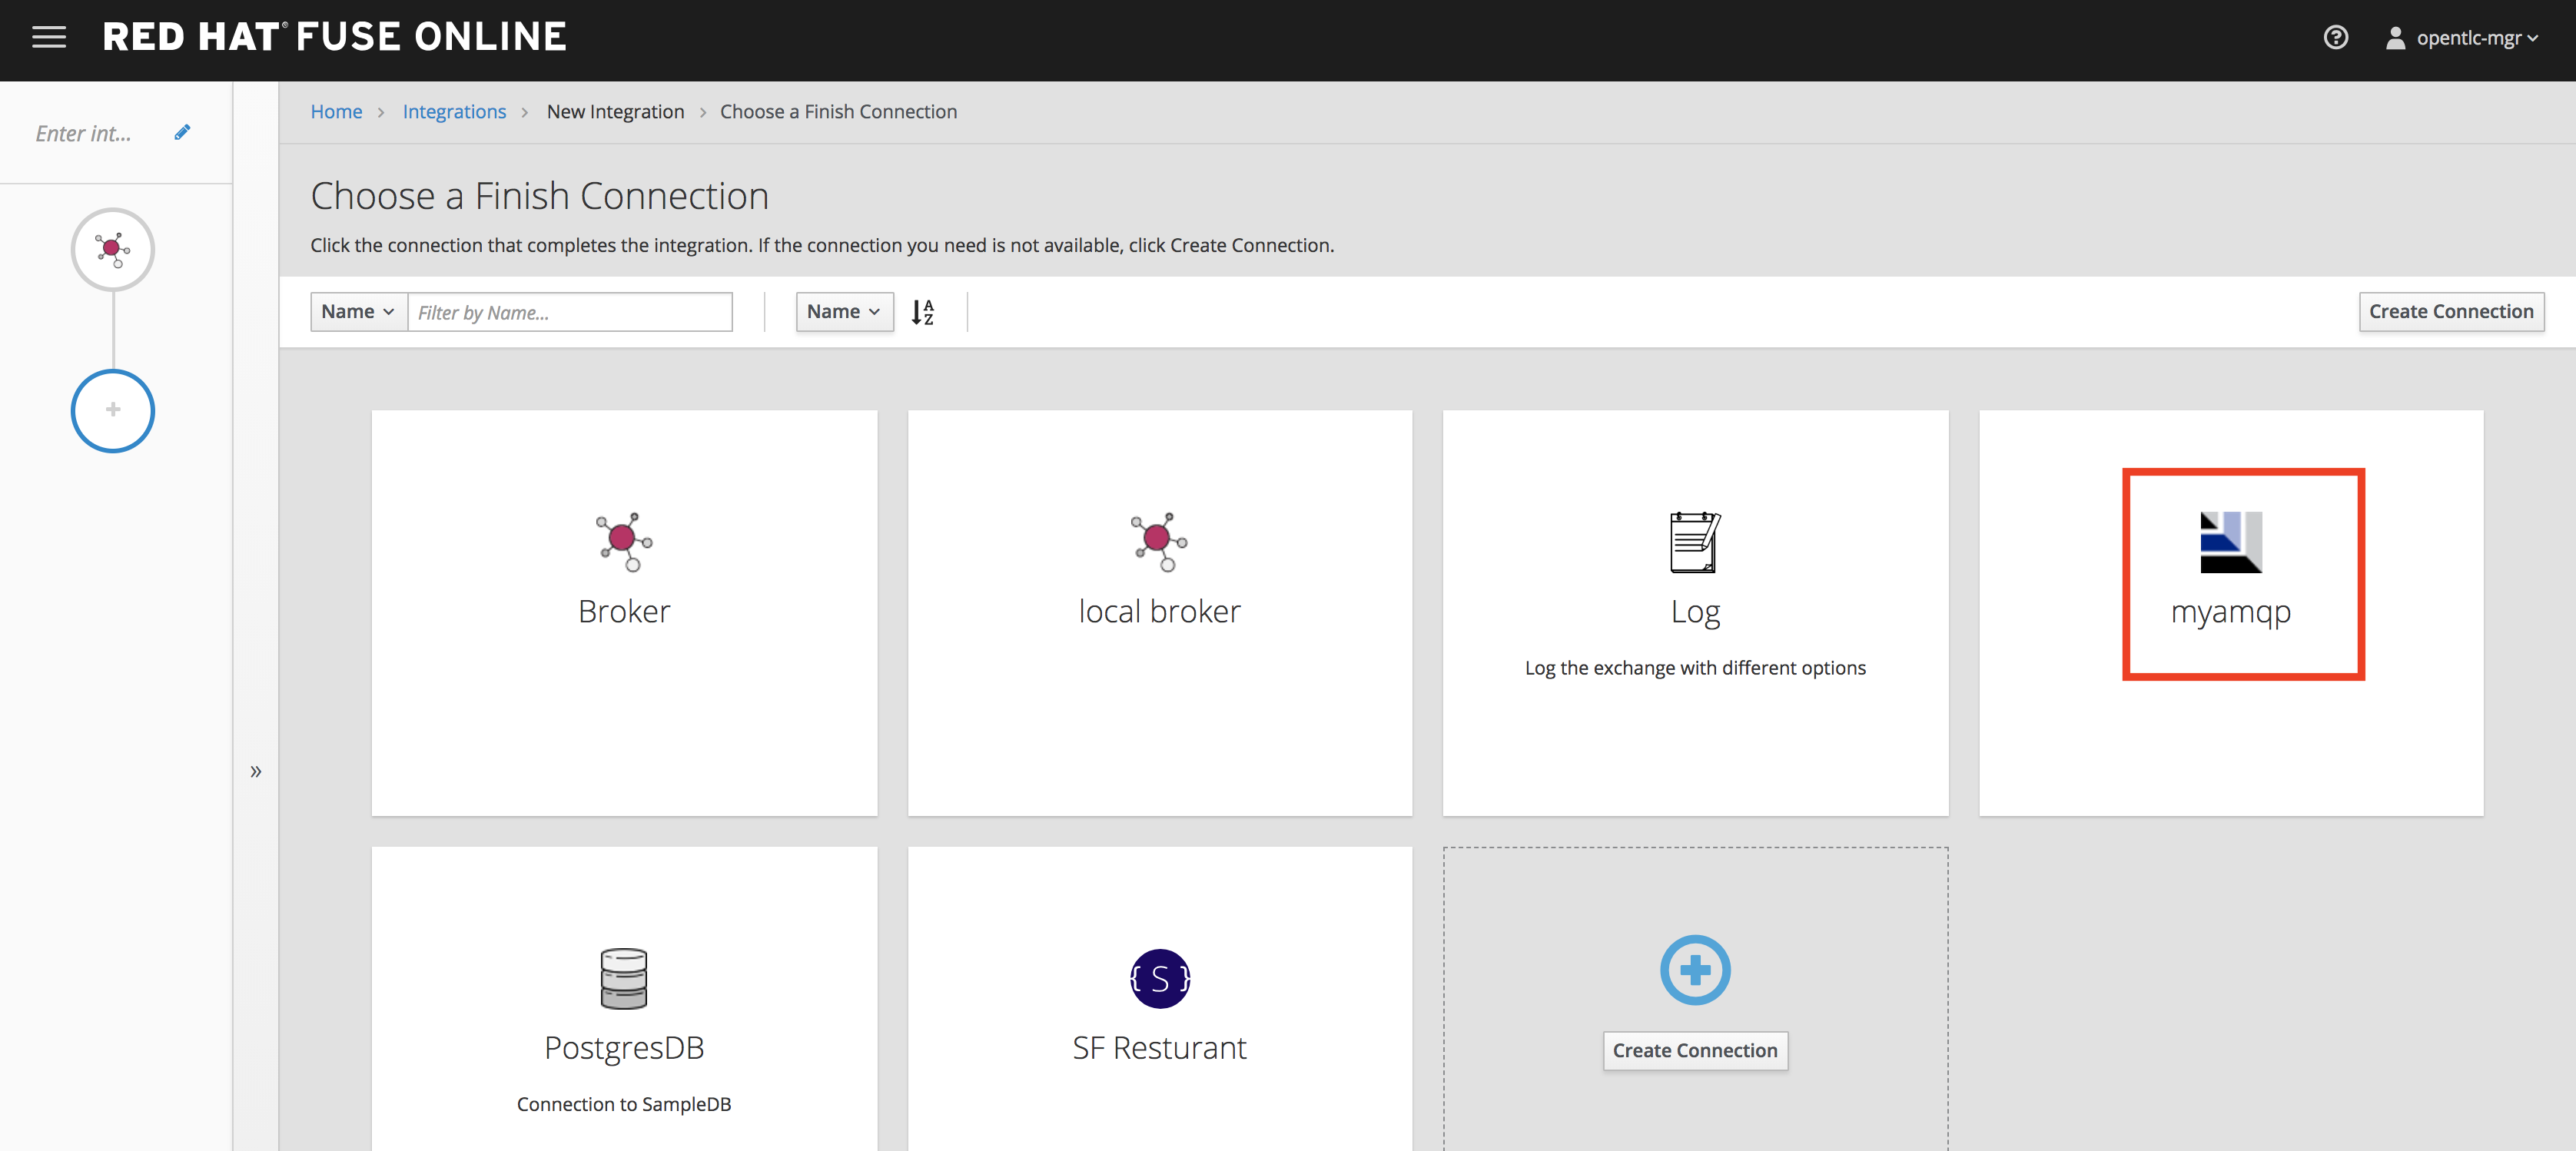 RED HAT® FUSE ONLINE
opentlc-mgr
Enter int...
Home > Integrations > New Integration > Choose a Finish Connection
Choose a Finish Connection
Click the connection that completes the integration. If the connection you need is not available, click Create Connection.
Name Filter by Name... Name Create Connection
Broker
local broker
Log
Log the exchange with different options
myamqp
»
PostgresDB
Connection to SampleDB
{ S }
SF Resturant
Create Connection